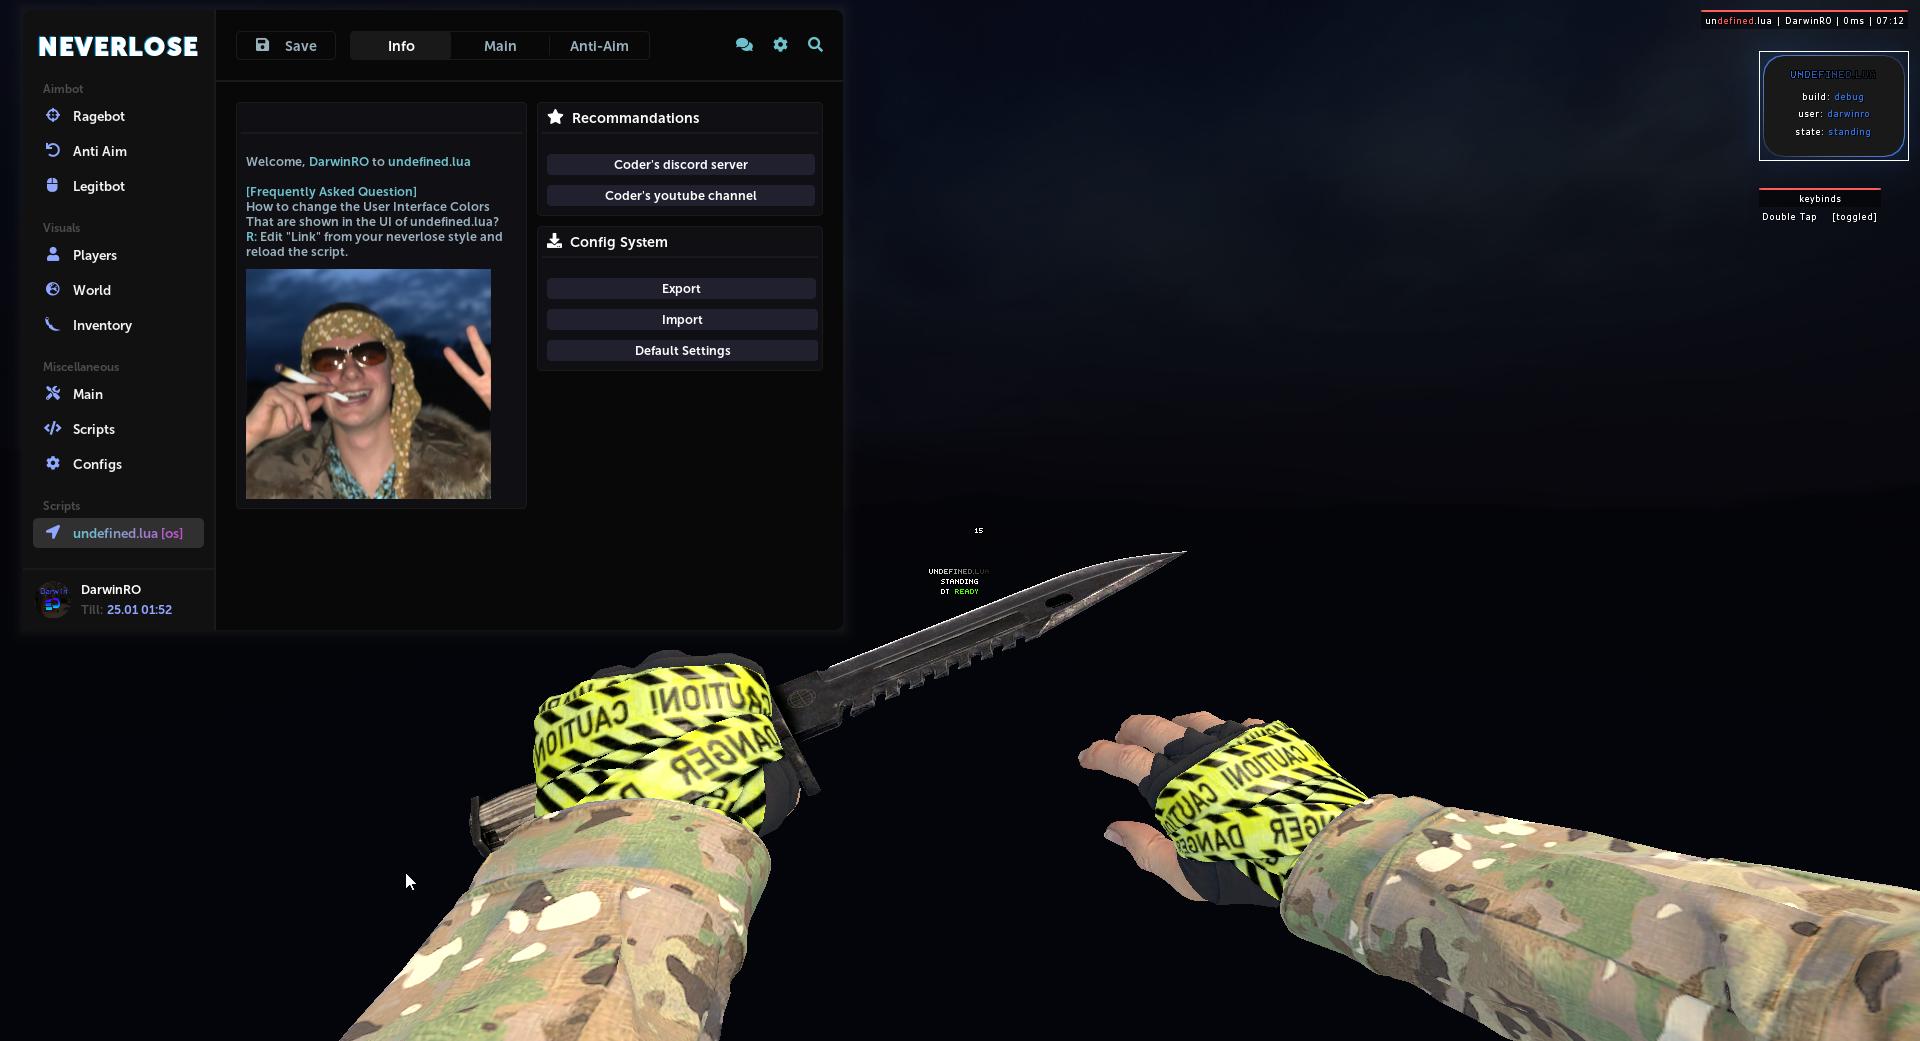 NEVERLOSE
Aimbot
Ragebot
Anti Aim
Legitbot
Visuals
Players
World
Inventory
Miscellaneous
Main
Scripts
Configs
Scripts
undefined.lua [os]
DarwinRO
Till: 25.01 01:52
Save
Info
Main
Anti-Aim
Welcome, DarwinRO to undefined.lua
[Frequently Asked Question]
How to change the User Interface Colors
That are shown in the UI of undefined.lua?
R: Edit "Link" from your neverlose style and
reload the script.
Recommandations
Coder's discord server
Coder's youtube channel
Config System
Export
Import
Default Settings
undefined.lua | DarwinRO | 0ms | 07:12
UNDEFINED.LUA
build: debug
user: darwinro
state: standing
keybinds
Double Tap [toggled]
15
UNDEFINED.LUA
STANDING
DT READY
CAUTION!
CAUTION
DANGER
CAUTION!
DANGER